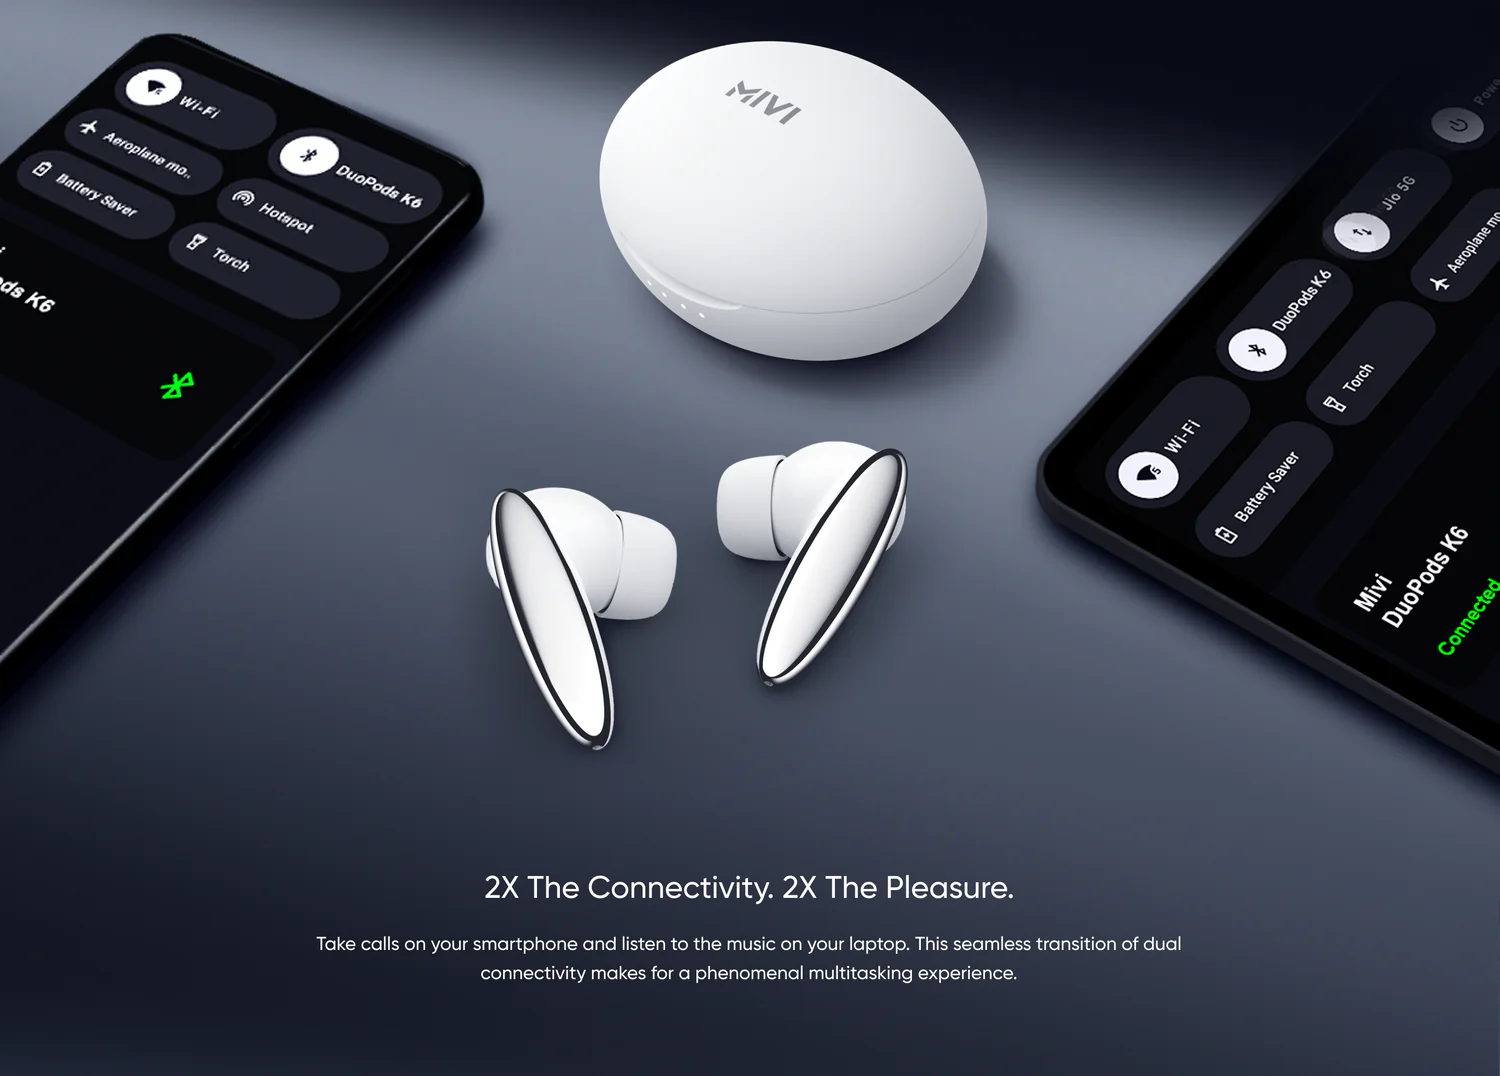 Wi-Fi
DuoPods K6
Aeroplane mo..
Hotspot
Battery Saver
Torch
K6
MIVI
Jio 5G
Aeroplane mo
DuoPods K6
Torch
Wi-Fi
Battery Saver
Mivi
DuoPods K6
Connected
2X The Connectivity. 2X The Pleasure.
Take calls on your smartphone and listen to the music on your laptop. This seamless transition of dual
connectivity makes for a phenomenal multitasking experience.